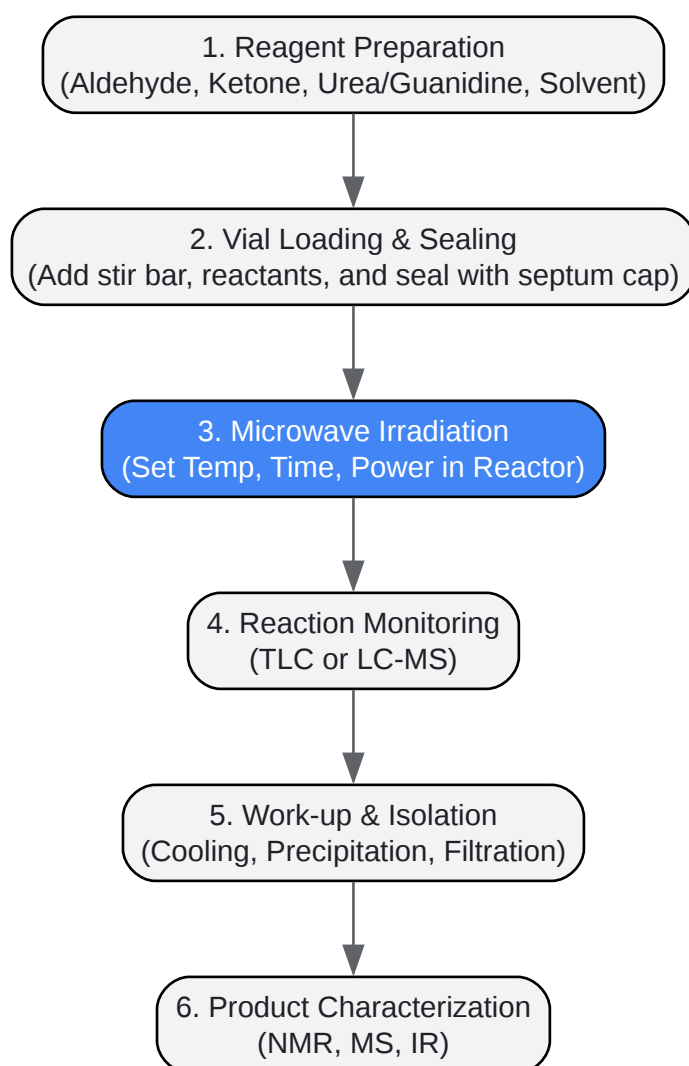 1. Reagent Preparation
(Aldehyde, Ketone, Urea/Guanidine, Solvent)
2. Vial Loading & Sealing
(Add stir bar, reactants, and seal with septum cap)
3. Microwave Irradiation
(Set Temp, Time, Power in Reactor)
4. Reaction Monitoring
(TLC or LC-MS)
5. Work-up & Isolation
(Cooling, Precipitation, Filtration)
6. Product Characterization
(NMR, MS, IR)